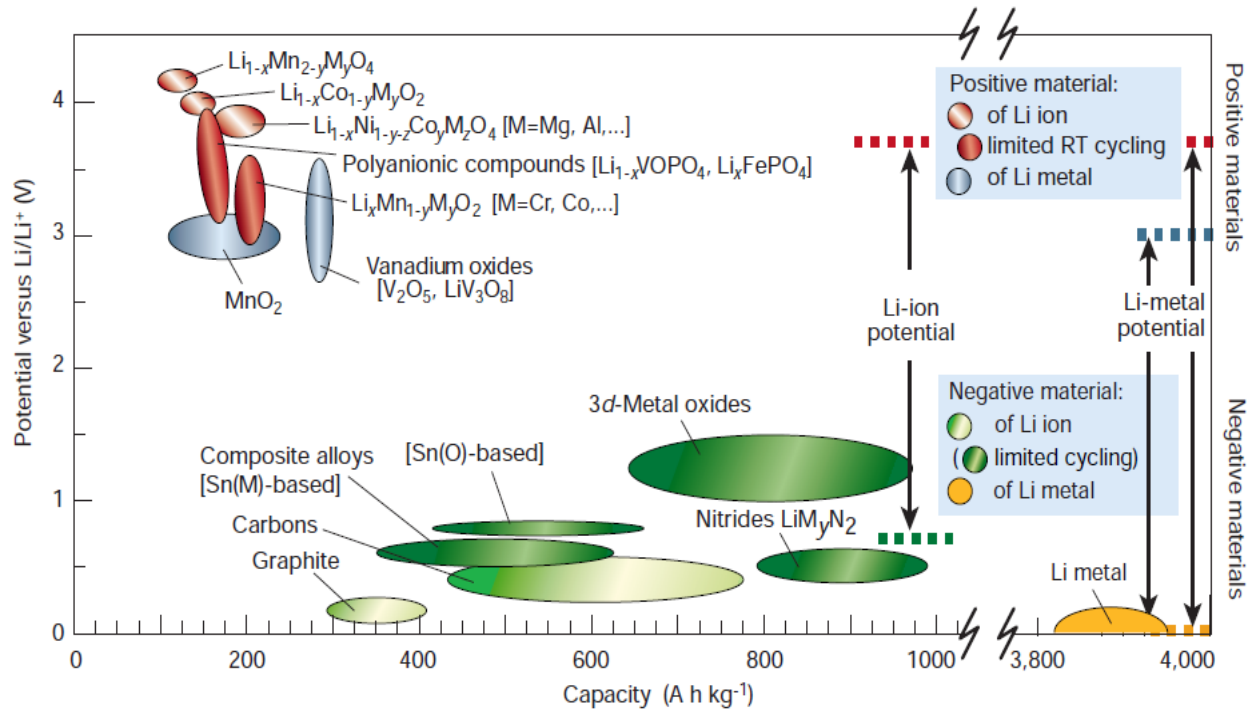 Li₁₋ₓMn₂₋yMyO₄
Li₁₋ₓCo₁₋yMyO₂
Li₁₋ₓNi₁₋y₋zCoyMzO₄ [M=Mg, Al,...]
Polyanionic compounds [Li₁₋ₓVOPO₄, LiₓFePO₄]
LiₓMn₁₋yMyO₂ [M=Cr, Co,...]
MnO₂
Vanadium oxides
[V₂O₅, LiV₃O₈]
Positive material:
of Li ion
limited RT cycling
of Li metal
Positive materials
Li-ion
potential
Li-metal
potential
3d-Metal oxides
[Sn(O)-based]
Composite alloys
[Sn(M)-based]
Carbons
Graphite
Nitrides LiMyN₂
Negative material:
of Li ion
( limited cycling)
of Li metal
Negative materials
Li metal
Potential versus Li/Li⁺ (V)
4
3
2
1
0
0 200 400 600 800 1000 3,800 4,000
Capacity (A h kg⁻¹)